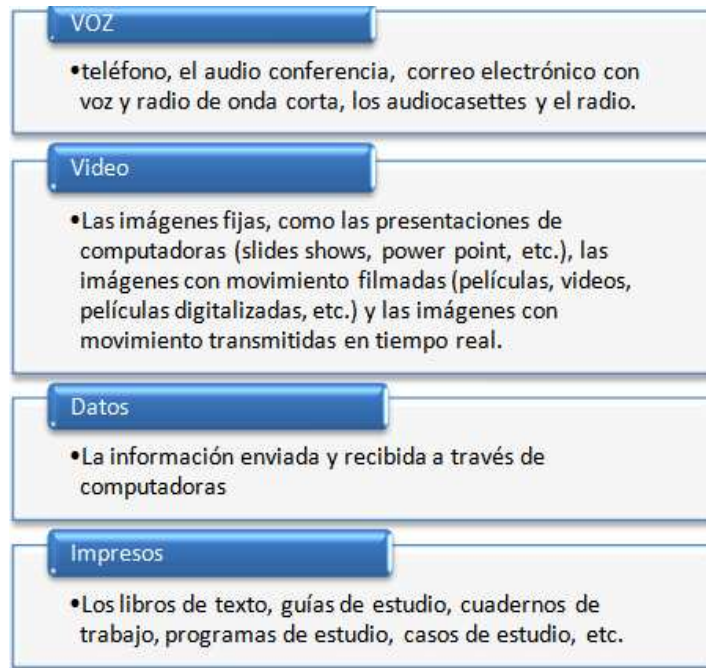 VOZ
•teléfono, el audio conferencia, correo electrónico con
voz y radio de onda corta, los audiocasettes y el radio.
Video
•Las imágenes fijas, como las presentaciones de
computadoras (slides shows, power point, etc.), las
imágenes con movimiento filmadas (películas, videos,
películas digitalizadas, etc.) y las imágenes con
movimiento transmitidas en tiempo real.
Datos
•La información enviada y recibida a través de
computadoras
Impresos
•Los libros de texto, guías de estudio, cuadernos de
trabajo, programas de estudio, casos de estudio, etc.